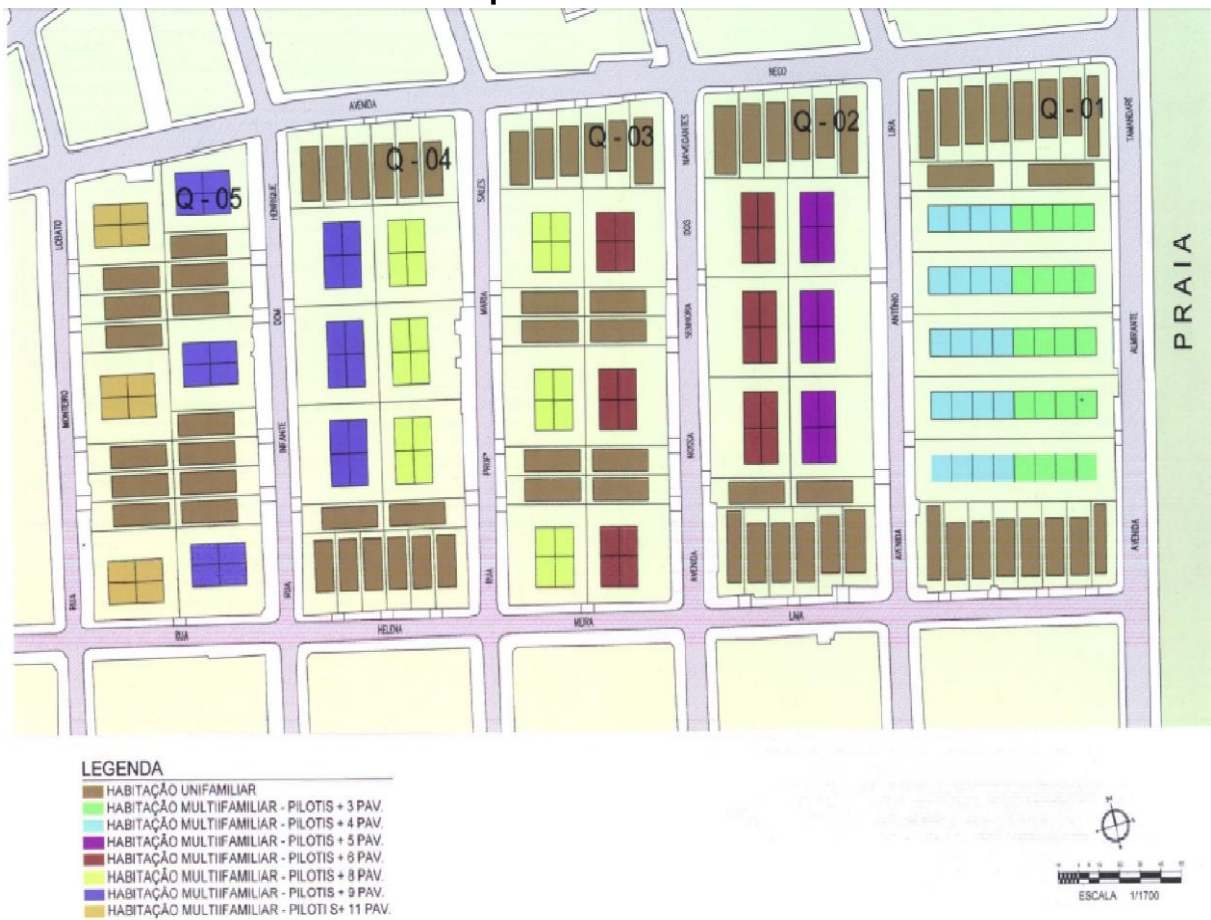 NEGO
AVENIDA
Q - 01
Q - 02
Q - 03
Q - 04
Q - 05
LOBATO
MONTEIRO
RUA
HENRIQUE
DOM
INFANTE
RUA
SALES
MARIA
PROFª
RUA
NAVEGANTES
DOS
SENHORA
NOSSA
AVENIDA
LIRA
ANTÔNIO
AVENIDA
TAMANDARÉ
ALMIRANTE
AVENIDA
PRAIA
RUA
HELENA
MEIRA
LIMA
LEGENDA
HABITAÇÃO UNIFAMILIAR
HABITAÇÃO MULTIIFAMILIAR - PILOTIS + 3 PAV.
HABITAÇÃO MULTIIFAMILIAR - PILOTIS + 4 PAV.
HABITAÇÃO MULTIIFAMILIAR - PILOTIS + 5 PAV.
HABITAÇÃO MULTIIFAMILIAR - PILOTIS + 6 PAV.
HABITAÇÃO MULTIIFAMILIAR - PILOTIS + 8 PAV.
HABITAÇÃO MULTIIFAMILIAR - PILOTIS + 9 PAV.
HABITAÇÃO MULTIIFAMILIAR - PILOTI S+ 11 PAV.
ESCALA 1/1700